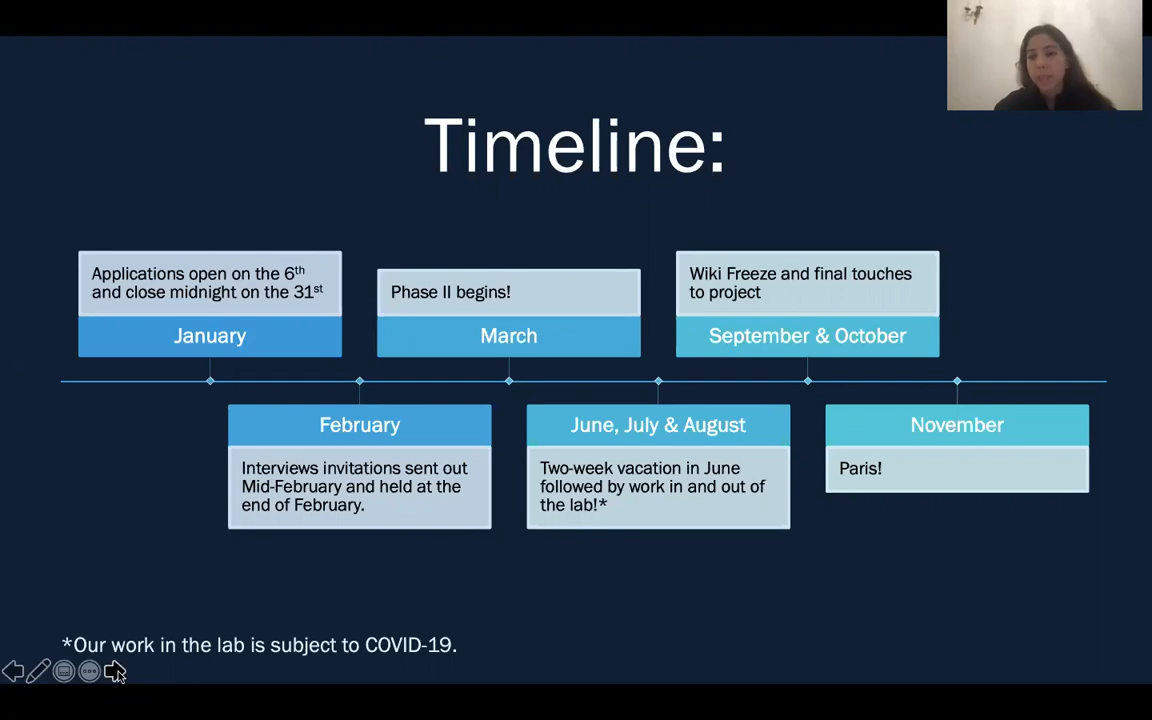 Timeline:
Applications open on the 6th
and close midnight on the 31st
January
Phase II begins!
March
Wiki Freeze and final touches
to project
September & October
February
Interviews invitations sent out
Mid-February and held at the
end of February.
June, July & August
Two-week vacation in June
followed by work in and out of
the lab!*
November
Paris!
*Our work in the lab is subject to COVID-19.